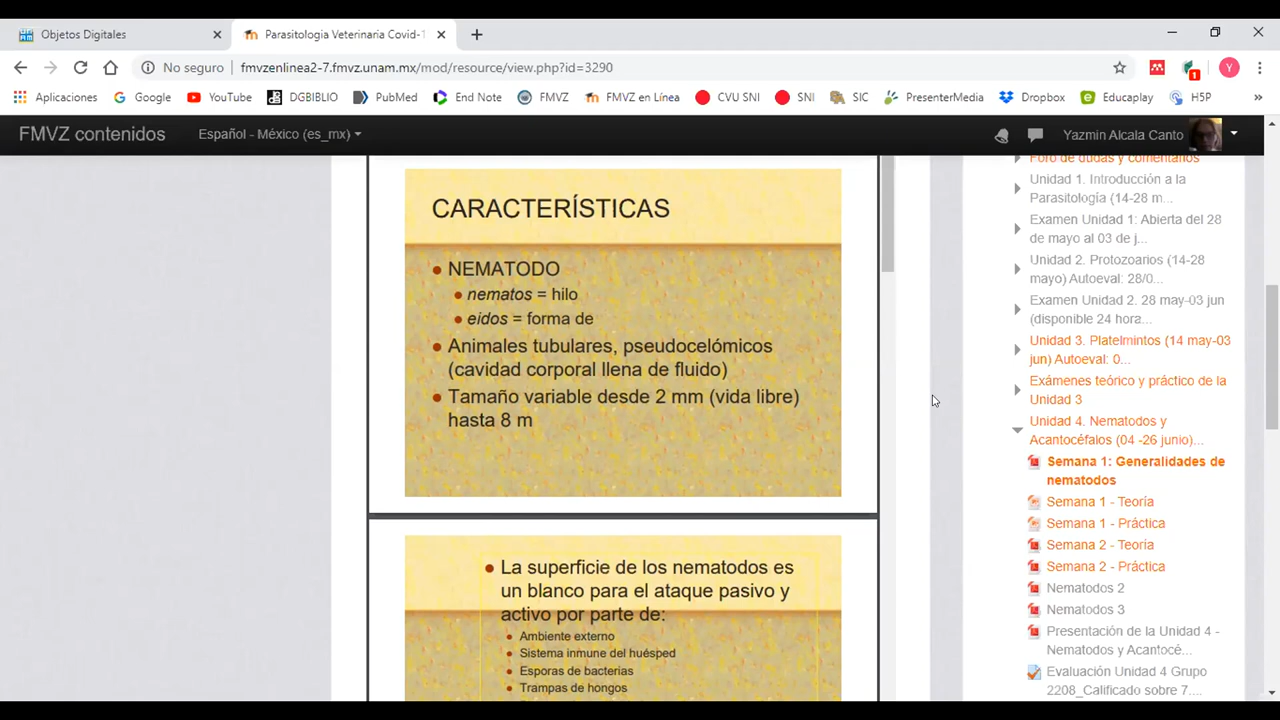 Objetos Digitales
Parasitologia Veterinaria Covid-1
No seguro
fmvzenlinea2-7.fmvz.unam.mx/mod/resource/view.php?id=3290
1
Y
Aplicaciones
Google
YouTube
DGBIBLIO
PubMed
End Note
FMVZ
FMVZ en Línea
CVU SNI
SNI
SIC
PresenterMedia
Dropbox
Educaplay
H5P
»
FMVZ contenidos
Español - México (es_mx)
Yazmin Alcala Canto
CARACTERÍSTICAS
• NEMATODO
• nematos = hilo
• eidos = forma de
• Animales tubulares, pseudocelómicos
(cavidad corporal llena de fluido)
• Tamaño variable desde 2 mm (vida libre)
hasta 8 m
• La superficie de los nematodos es
un blanco para el ataque pasivo y
activo por parte de:
• Ambiente externo
• Sistema inmune del huésped
• Esporas de bacterias
• Trampas de hongos
Foro de dudas y comentarios
Unidad 1. Introducción a la
Parasitología (14-28 m...
Examen Unidad 1: Abierta del 28
de mayo al 03 de j...
Unidad 2. Protozoarios (14-28
mayo) Autoeval: 28/0...
Examen Unidad 2. 28 may-03 jun
(disponible 24 hora...
Unidad 3. Platelmintos (14 may-03
jun) Autoeval: 0...
Exámenes teórico y práctico de la
Unidad 3
Unidad 4. Nematodos y
Acantocéfalos (04 -26 junio)...
Semana 1: Generalidades de
nematodos
Semana 1 - Teoría
Semana 1 - Práctica
Semana 2 - Teoría
Semana 2 - Práctica
Nematodos 2
Nematodos 3
Presentación de la Unidad 4 -
Nematodos y Acantocé...
Evaluación Unidad 4 Grupo
2208_Calificado sobre 7....